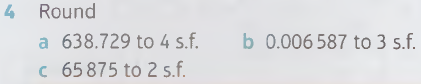 4 Round
a 638.729 to 4 s.f. b 0.006 587 to 3 s.f.
c 65 875 to 2 s.f.